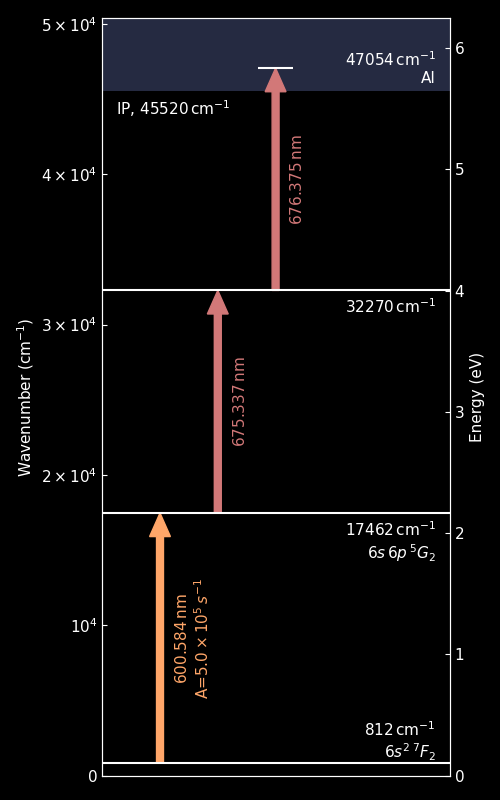 5 × 10⁴
6
47054 cm⁻¹
AI
IP, 45520 cm⁻¹
4 × 10⁴
5
676.375 nm
4
32270 cm⁻¹
3 × 10⁴
Wavenumber (cm⁻¹)
675.337 nm
Energy (eV)
3
2 × 10⁴
17462 cm⁻¹
2
6s 6p ⁵G₂
10⁴
600.584 nm
A=5.0 × 10⁵ s⁻¹
1
812 cm⁻¹
6s² ⁷F₂
0
0